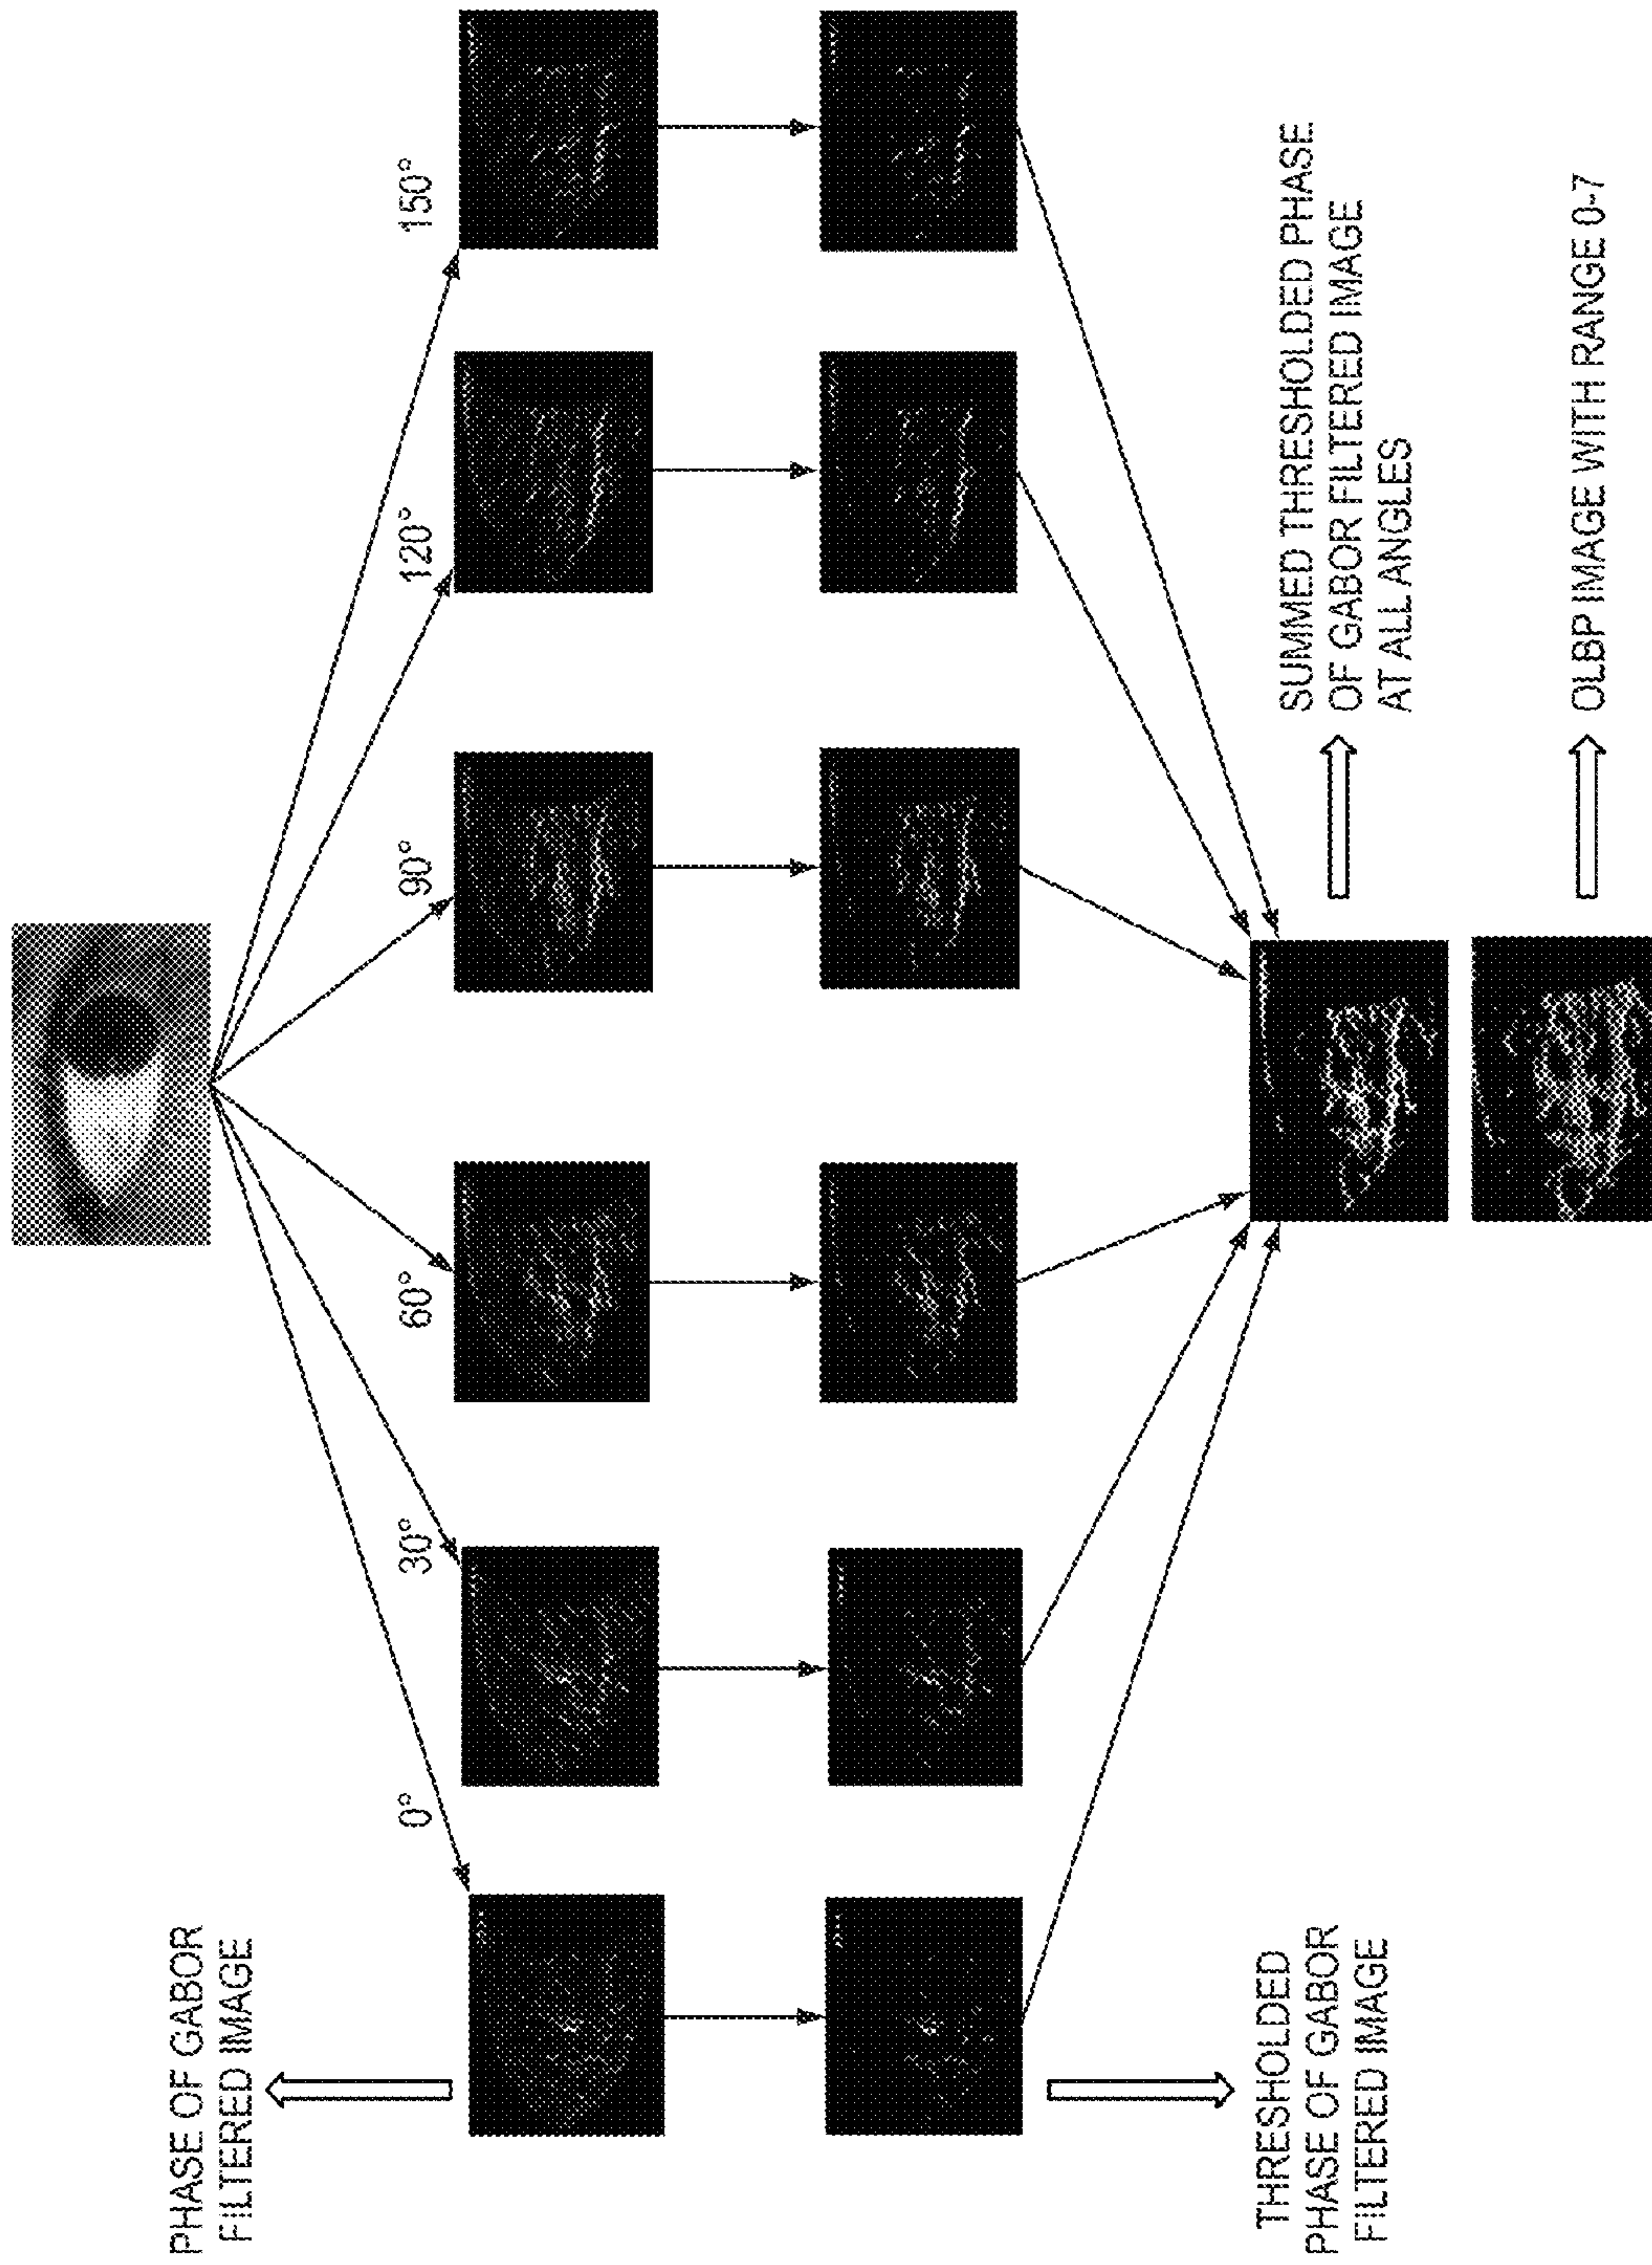 PHASE OF GABOR
FILTERED IMAGE
0°
30°
60°
90°
120°
150°
THRESHOLDED
PHASE OF GABOR
FILTERED IMAGE
SUMMED THRESHOLDED PHASE
OF GABOR FILTERED IMAGE
AT ALL ANGLES
OLBP IMAGE WITH RANGE 0-7